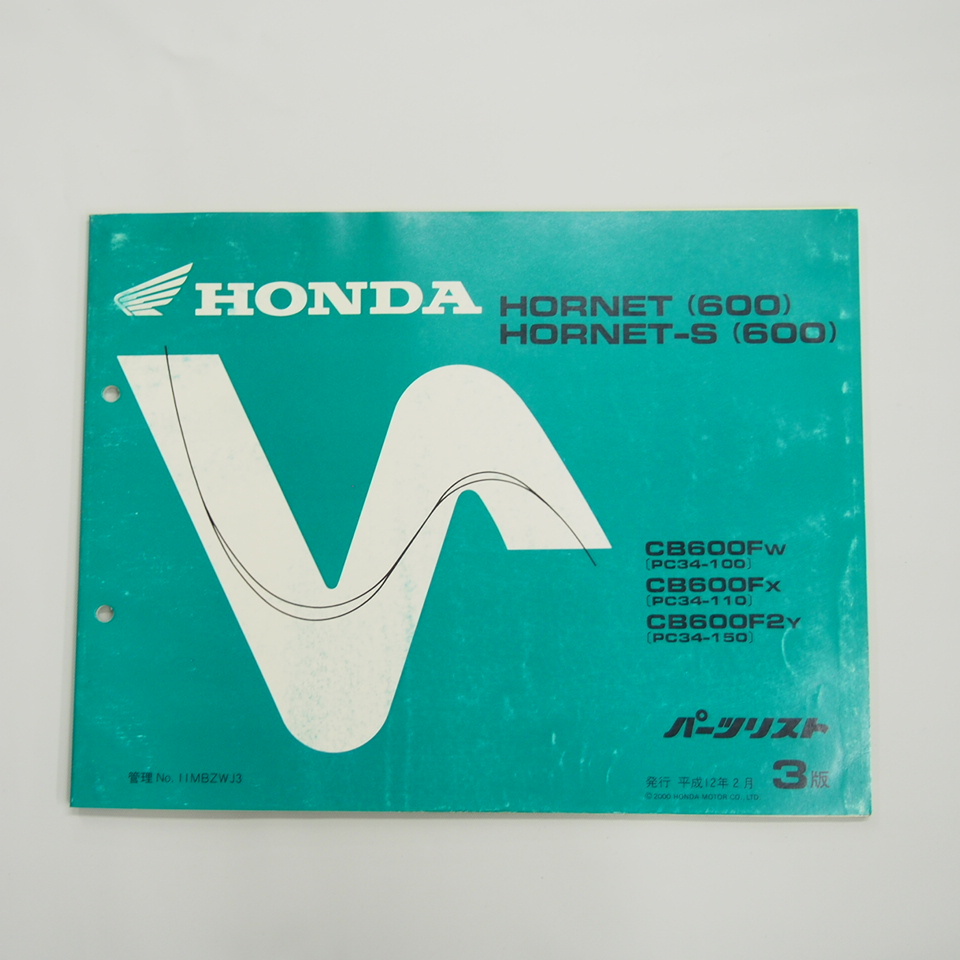 HONDA
HORNET (600)
HORNET-S (600)
CB600FW
[PC34-100]
CB600FX
[PC34-110]
CB600F2Y
[PC34-150]
パーツリスト
管理 No. 11MBZWJ3
発行 平成12年2月 3版
© 2000 HONDA MOTOR CO., LTD.